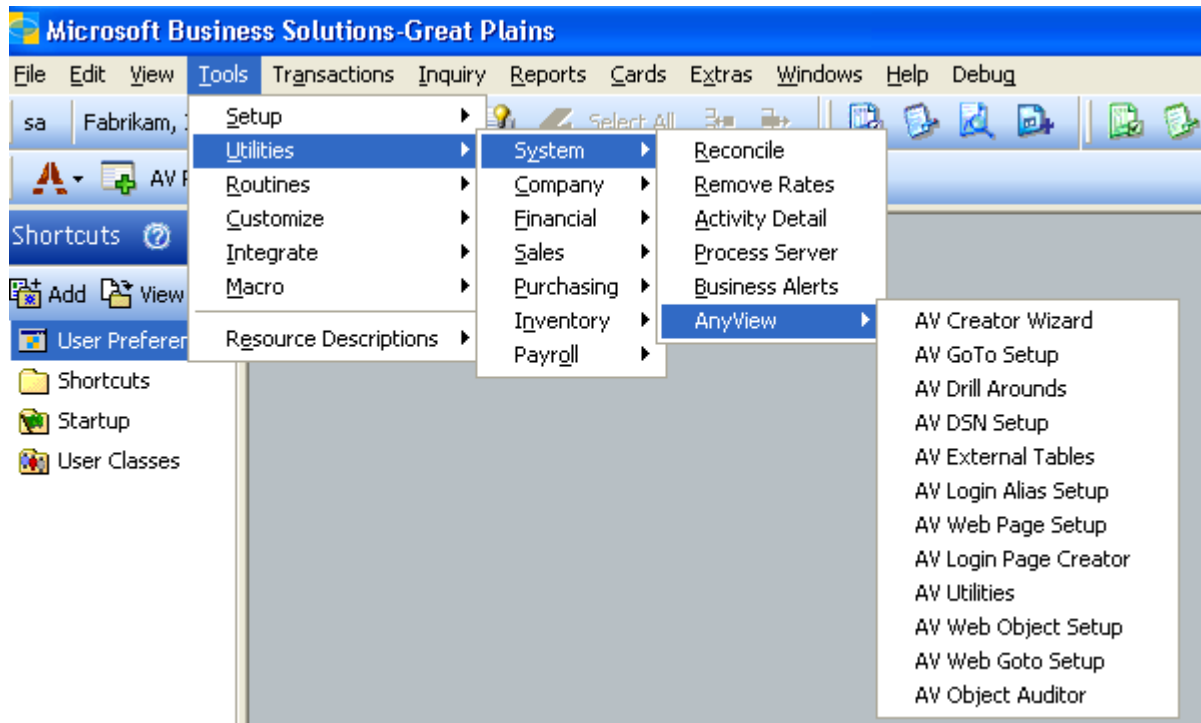 Microsoft Business Solutions-Great Plains
File Edit View Tools Transactions Inquiry Reports Cards Extras Windows Help Debug
sa Fabrikam, Select All
AV
Shortcuts
Add View
User Preferen
Shortcuts
Startup
User Classes
Setup
Utilities
Routines
Customize
Integrate
Macro
Resource Descriptions
System
Company
Financial
Sales
Purchasing
Inventory
Payroll
Reconcile
Remove Rates
Activity Detail
Process Server
Business Alerts
AnyView
AV Creator Wizard
AV GoTo Setup
AV Drill Arounds
AV DSN Setup
AV External Tables
AV Login Alias Setup
AV Web Page Setup
AV Login Page Creator
AV Utilities
AV Web Object Setup
AV Web Goto Setup
AV Object Auditor